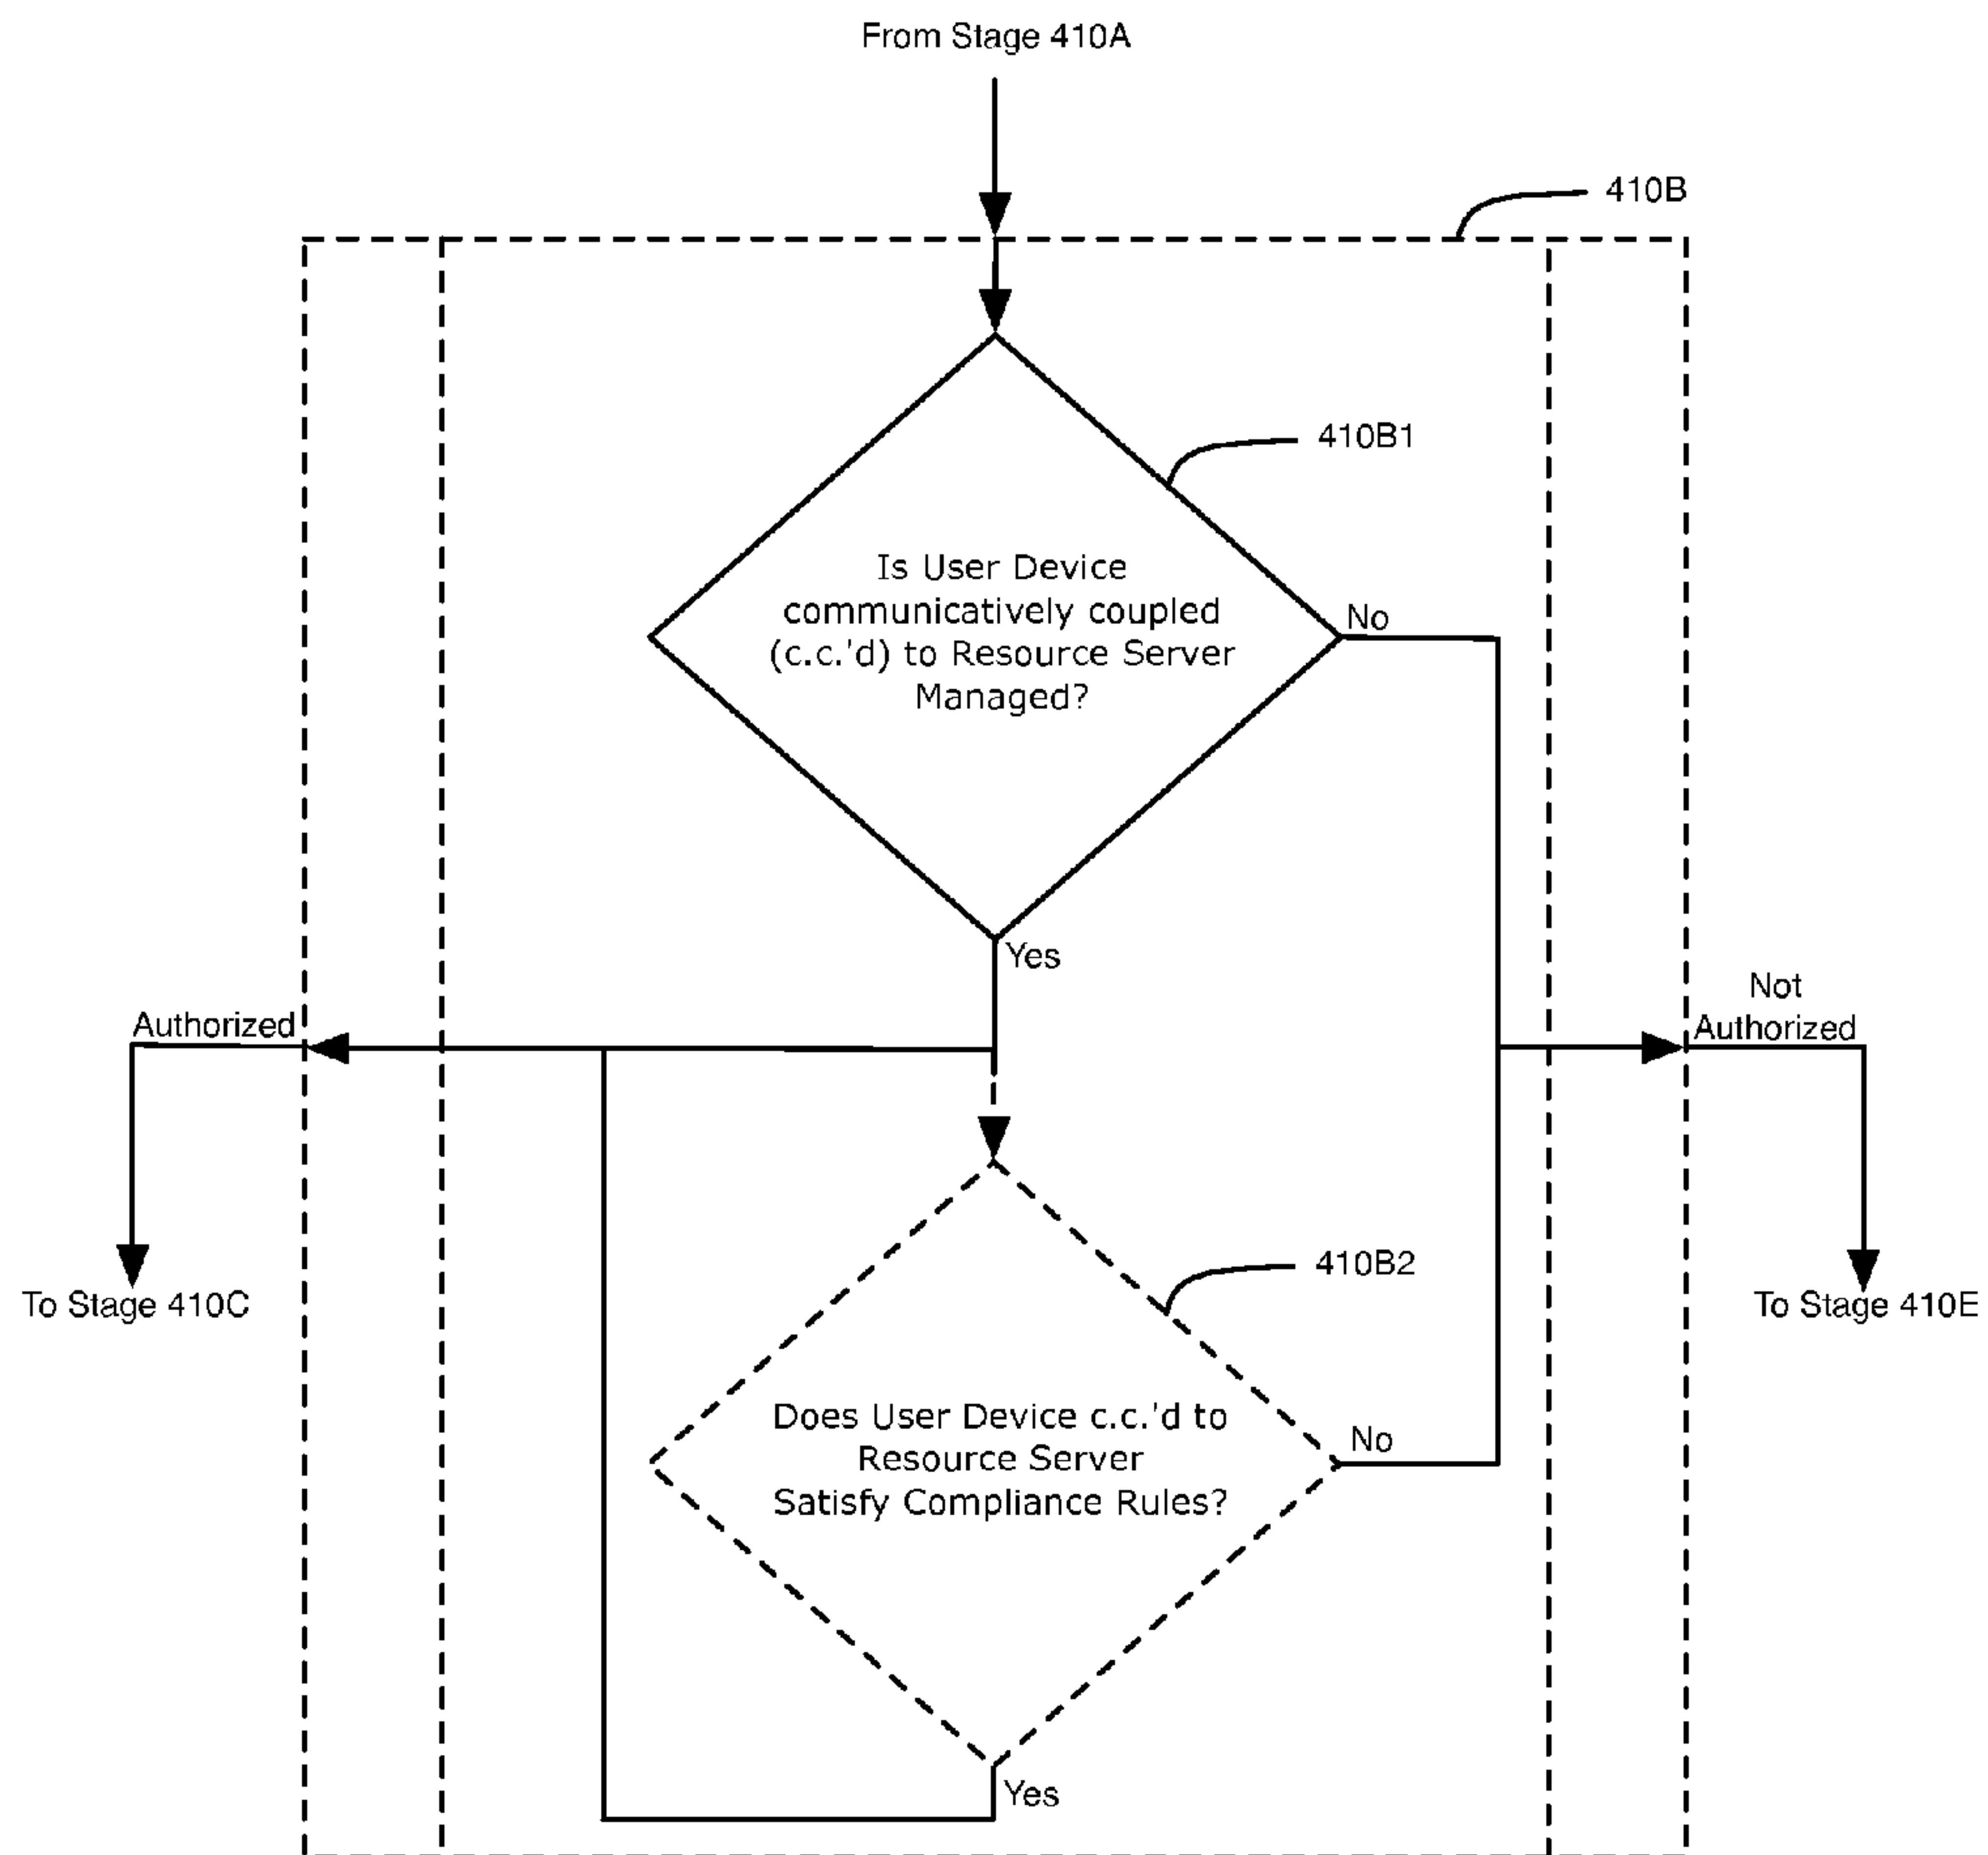 From Stage 410A
410B
410B1
Is User Device
communicatively coupled
(c.c.'d) to Resource Server
Managed?
No
Yes
Authorized
Not
Authorized
410B2
To Stage 410C
To Stage 410E
Does User Device c.c.'d to
Resource Server
Satisfy Compliance Rules?
No
Yes